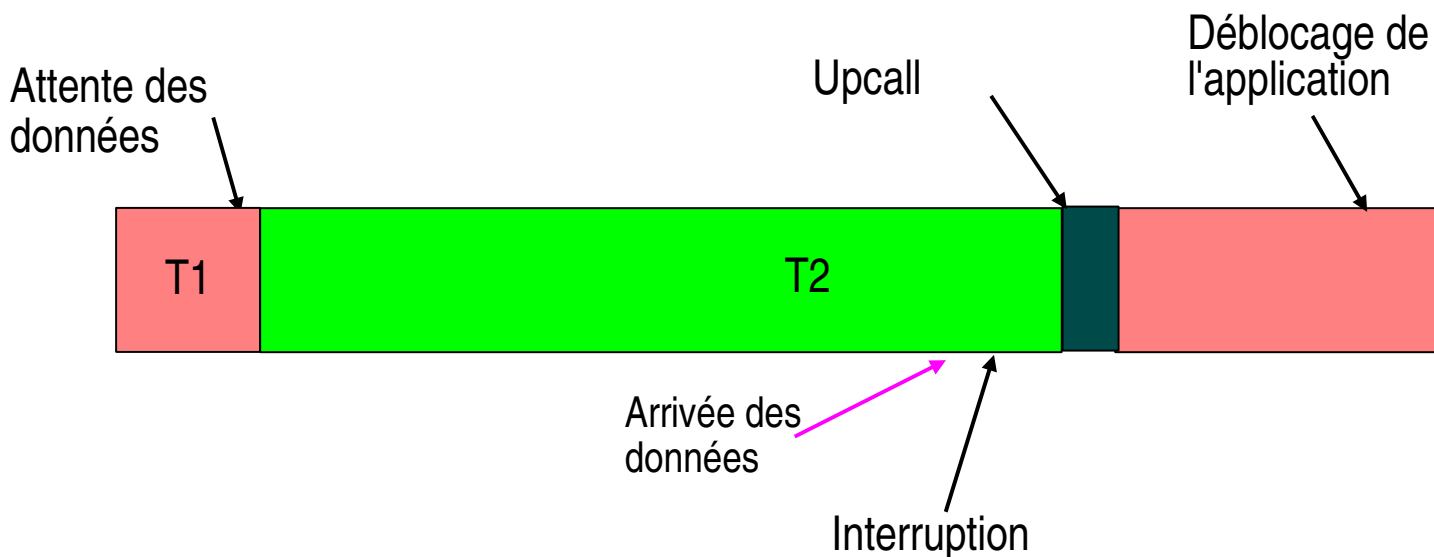 Attente des
données
Upcall
Déblocage de
l'application
T1
T2
Arrivée des
données
Interruption